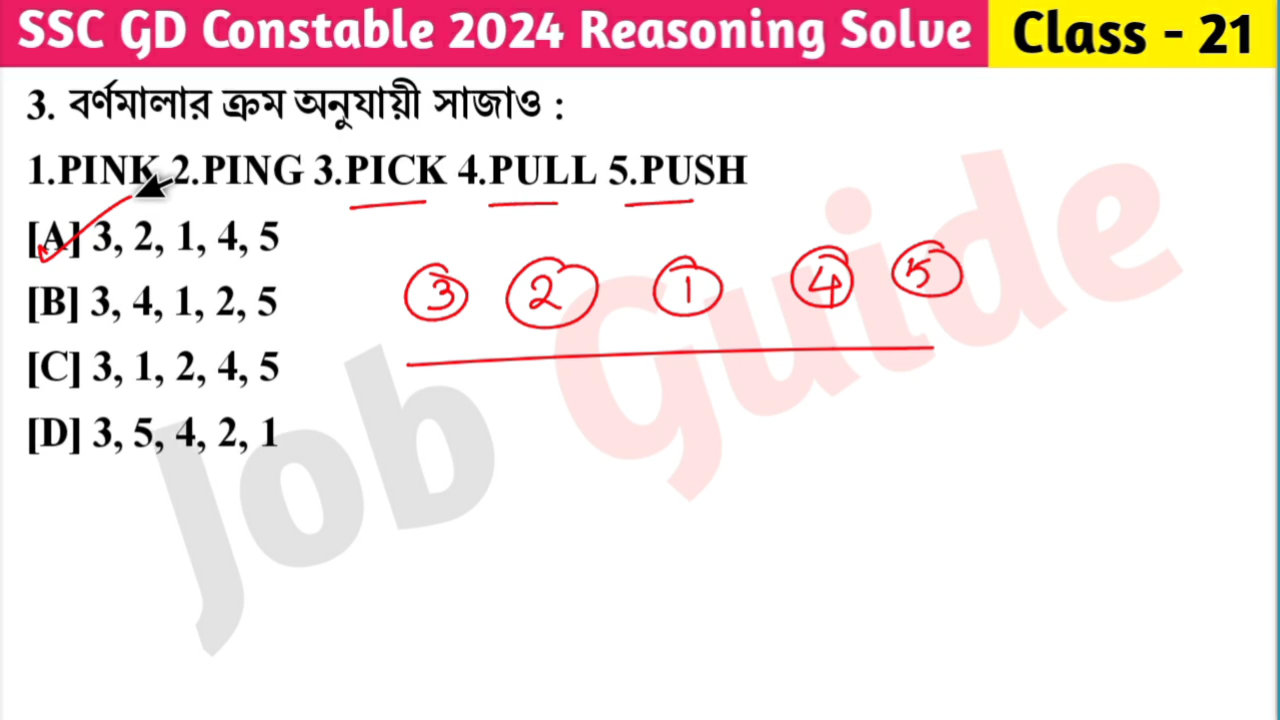 SSC GD Constable 2024 Reasoning Solve Class - 21
3. বর্ণমালার ক্রম অনুযায়ী সাজাও :
1.PINK 2.PING 3.PICK 4.PULL 5.PUSH
[A] 3, 2, 1, 4, 5
[B] 3, 4, 1, 2, 5
[C] 3, 1, 2, 4, 5
[D] 3, 5, 4, 2, 1
3 2 1 4 5
Job Guide